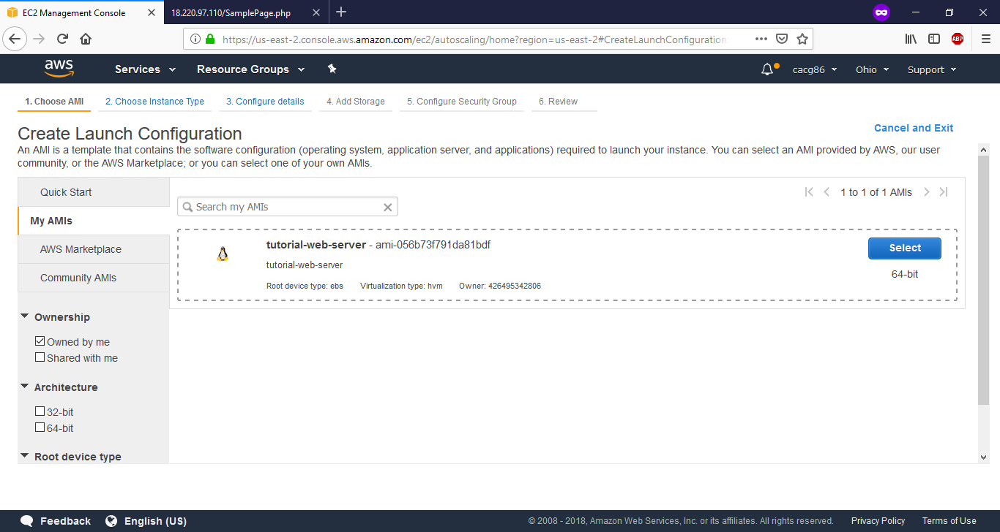 EC2 Management Console
18.220.97.110/SamplePage.php
https://us-east-2.console.aws.amazon.com/ec2/autoscaling/home?region=us-east-2#CreateLaunchConfiguration
ABP
aws
Services
Resource Groups
cacg86
Ohio
Support
1. Choose AMI
2. Choose Instance Type
3. Configure details
4. Add Storage
5. Configure Security Group
6. Review
Create Launch Configuration
Cancel and Exit
An AMI is a template that contains the software configuration (operating system, application server, and applications) required to launch your instance. You can select an AMI provided by AWS, our user
community, or the AWS Marketplace; or you can select one of your own AMIs.
Quick Start
My AMIs
AWS Marketplace
Community AMIs
Ownership
Owned by me
Shared with me
Architecture
32-bit
64-bit
Root device type
1 to 1 of 1 AMIs
Search my AMIs
tutorial-web-server - ami-056b73f791da81bdf
tutorial-web-server
Root device type: ebs Virtualization type: hvm Owner: 426495342806
Select
64-bit
Feedback
English (US)
© 2008 - 2018, Amazon Web Services, Inc. or its affiliates. All rights reserved.
Privacy Policy
Terms of Use